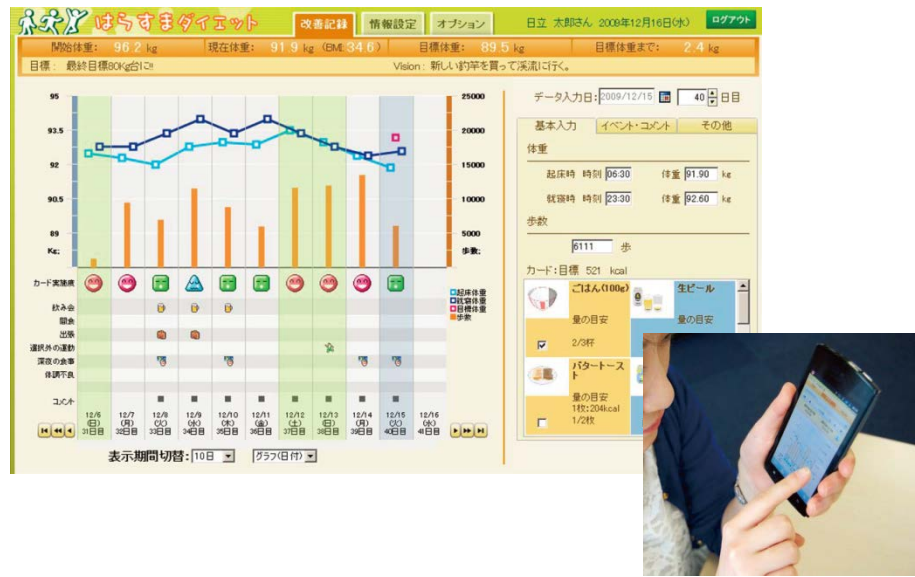 はらすまダイエット
改善記録 情報設定 オプション
日立 太郎さん 2009年12月16日(水) ログアウト
開始体重: 96.2 kg 現在体重: 91.9 kg (BMI:34.6) 目標体重: 89.5 kg 目標体重まで: 2.4 kg
目標: 最終目標80Kg台に!! Vision: 新しい釣竿を買って渓流に行く。
95 25000
93.5 20000
92 15000
90.5 10000
89 5000
Kg; 歩数;
カード実施度
飲み会
間食
出張
選択外の運動
深夜の食事
体調不良
コメント
起床体重
就寝体重
目標体重
歩数
12/6 12/7 12/8 12/9 12/10 12/11 12/12 12/13 12/14 12/15 12/16
(日) (月) (火) (水) (木) (金) (土) (日) (月) (火) (水)
31日目 32日目 33日目 34日目 35日目 36日目 37日目 38日目 39日目 40日目 41日目
表示期間切替: 10日 グラフ(日付)
データ入力日: 2009/12/15 40 日目
基本入力 イベント・コメント その他
体重
起床時 時刻 06:30 体重 91.90 kg
就寝時 時刻 23:30 体重 92.60 kg
歩数
6111 歩
カード:目標 521 kcal
ごはん(100g) 生ビール
量の目安 量の目安
2/3杯
バタートースト
量の目安
1枚:204kcal
1/2枚